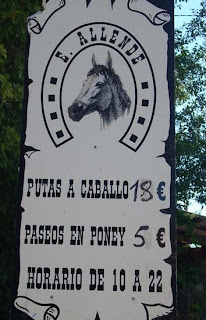 E ALLENDE
PUTAS A CABALLO 18 €
PASEOS EN PONEY 5 €
HORARIO DE 10 A 22